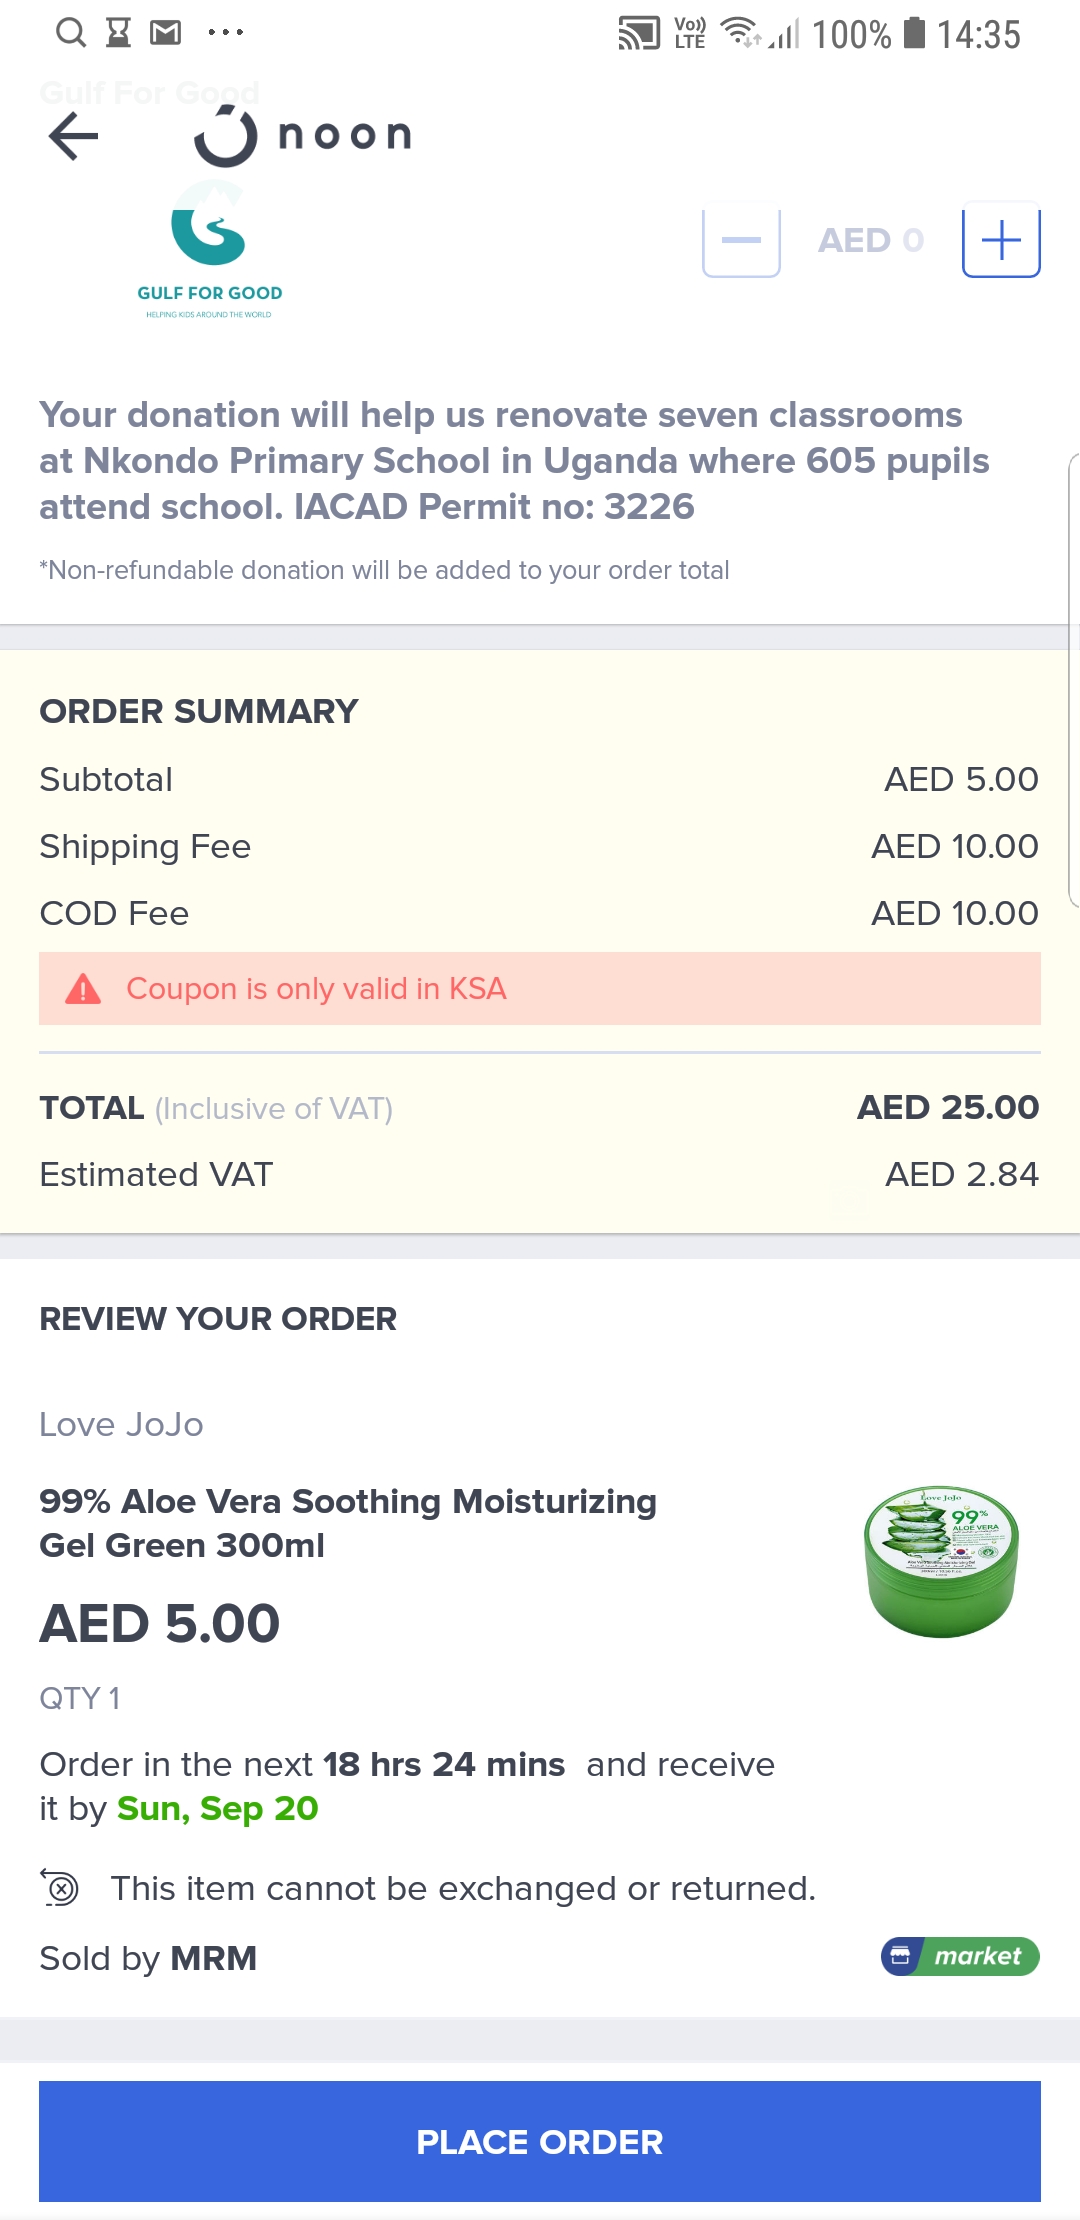 Vo)) LTE 100% 14:35
Gulf For Good
noon
AED 0
GULF FOR GOOD
HELPING KIDS AROUND THE WORLD
Your donation will help us renovate seven classrooms
at Nkondo Primary School in Uganda where 605 pupils
attend school. IACAD Permit no: 3226
*Non-refundable donation will be added to your order total
ORDER SUMMARY
Subtotal AED 5.00
Shipping Fee AED 10.00
COD Fee AED 10.00
Coupon is only valid in KSA
TOTAL (Inclusive of VAT) AED 25.00
Estimated VAT AED 2.84
REVIEW YOUR ORDER
Love JoJo
99% Aloe Vera Soothing Moisturizing
Gel Green 300ml
Love JoJo
99%
ALOE VERA
AED 5.00
QTY 1
Order in the next 18 hrs 24 mins and receive
it by Sun, Sep 20
This item cannot be exchanged or returned.
Sold by MRM
market
PLACE ORDER